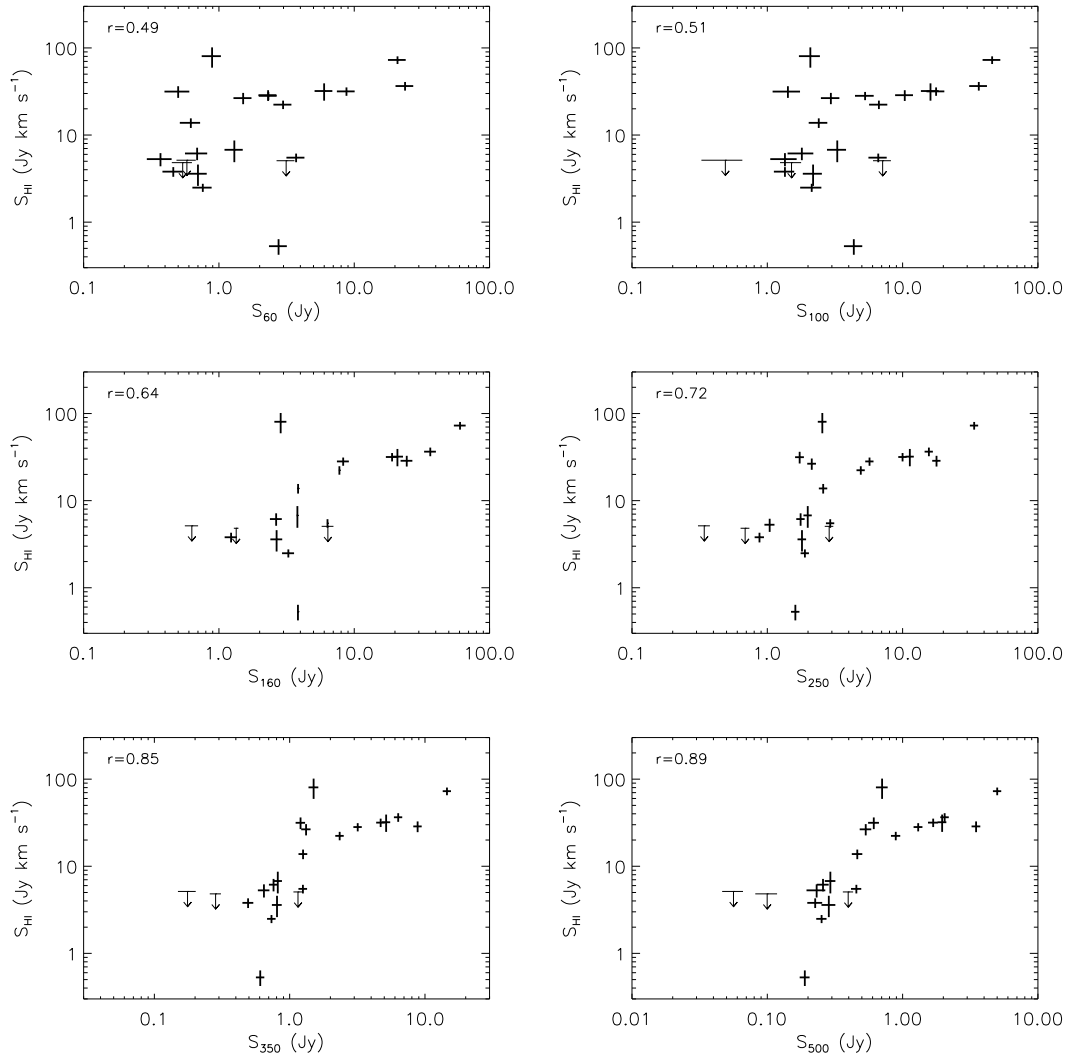 r=0.49
100
10
1
S_HI (Jy km s⁻¹)
0.1 1.0 10.0 100.0
S_60 (Jy)
r=0.51
100
10
1
S_HI (Jy km s⁻¹)
0.1 1.0 10.0 100.0
S_100 (Jy)
r=0.64
100
10
1
S_HI (Jy km s⁻¹)
0.1 1.0 10.0 100.0
S_160 (Jy)
r=0.72
100
10
1
S_HI (Jy km s⁻¹)
0.1 1.0 10.0 100.0
S_250 (Jy)
r=0.85
100
10
1
S_HI (Jy km s⁻¹)
0.1 1.0 10.0
S_350 (Jy)
r=0.89
100
10
1
S_HI (Jy km s⁻¹)
0.01 0.10 1.00 10.00
S_500 (Jy)